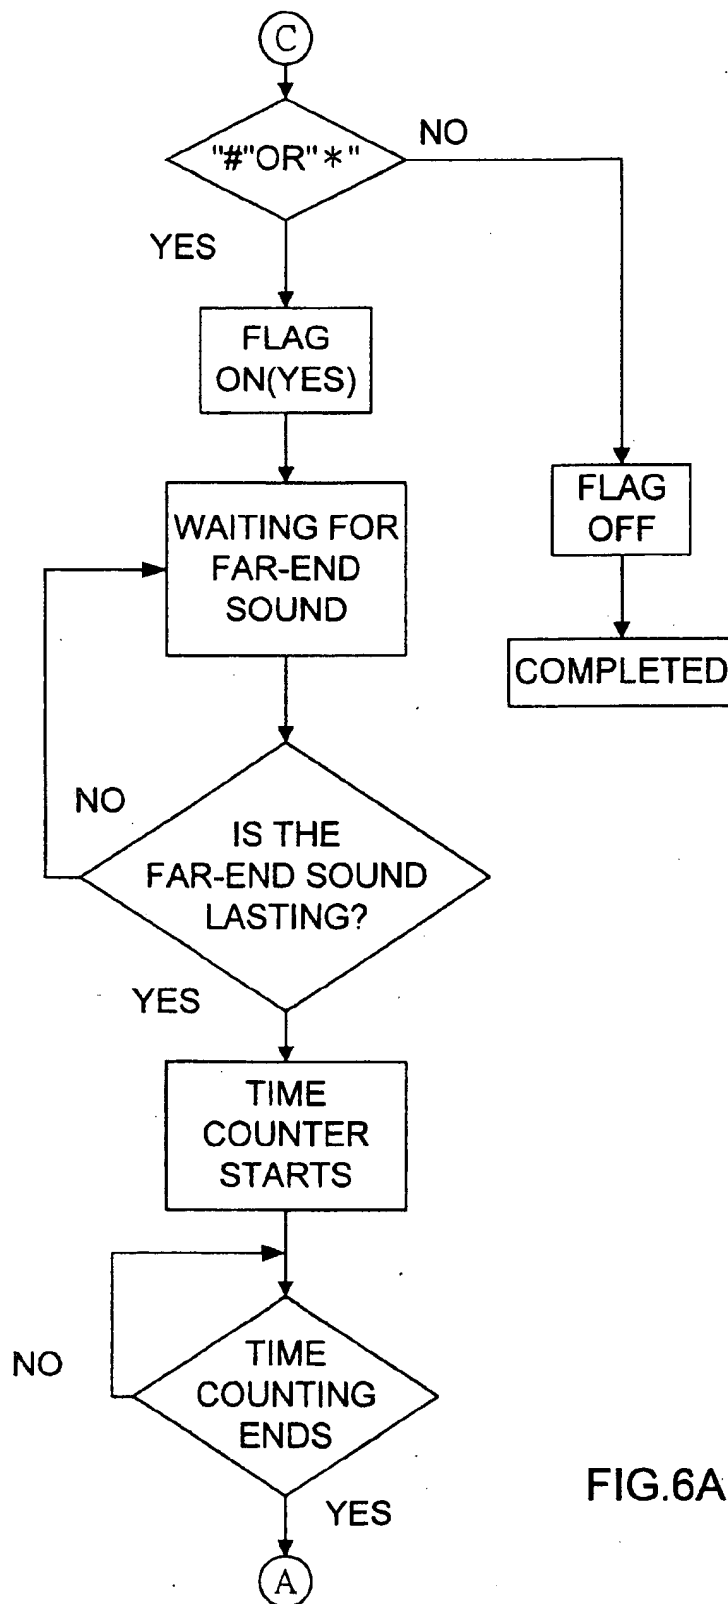 C
"#"OR"*"
NO
YES
FLAG
ON(YES)
WAITING FOR
FAR-END
SOUND
FLAG
OFF
COMPLETED
NO
IS THE
FAR-END SOUND
LASTING?
YES
TIME
COUNTER
STARTS
NO
TIME
COUNTING
ENDS
YES
A
FIG.6A